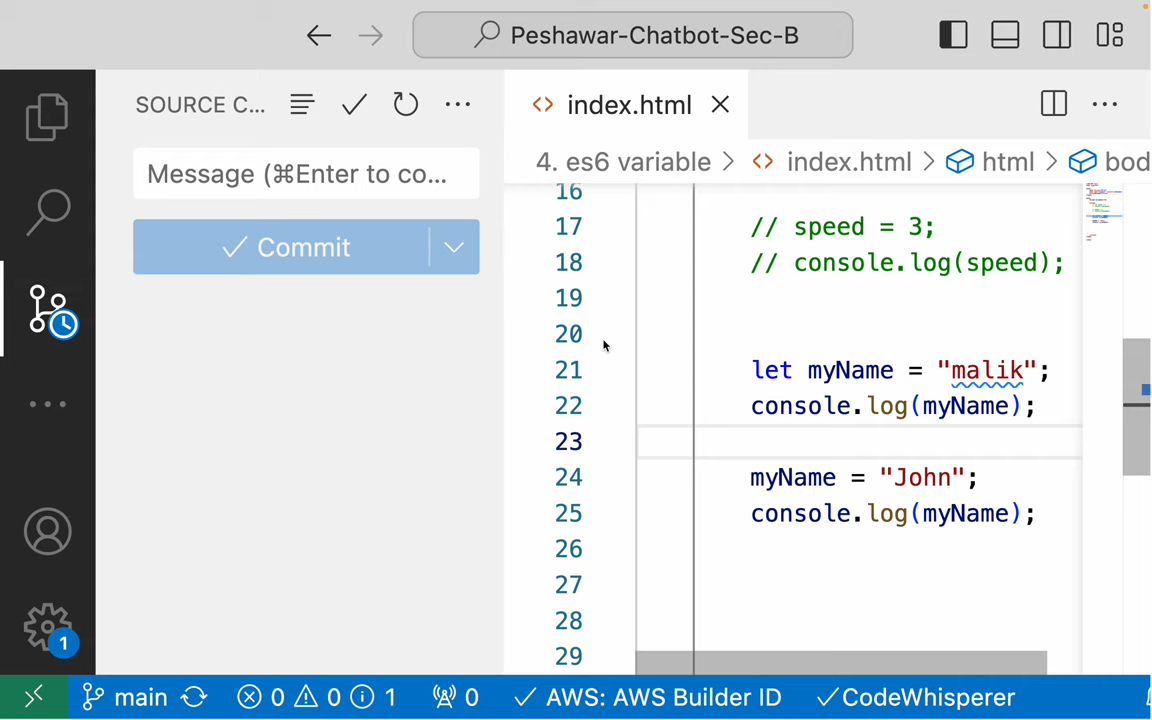 Peshawar-Chatbot-Sec-B
SOURCE C...
Message (⌘Enter to co...
Commit
1
index.html
4. es6 variable > index.html > html > bod
16
17 // speed = 3;
18 // console.log(speed);
19
20
21 let myName = "malik";
22 console.log(myName);
23
24 myName = "John";
25 console.log(myName);
26
27
28
29
main 0 0 1 0 AWS: AWS Builder ID CodeWhisperer